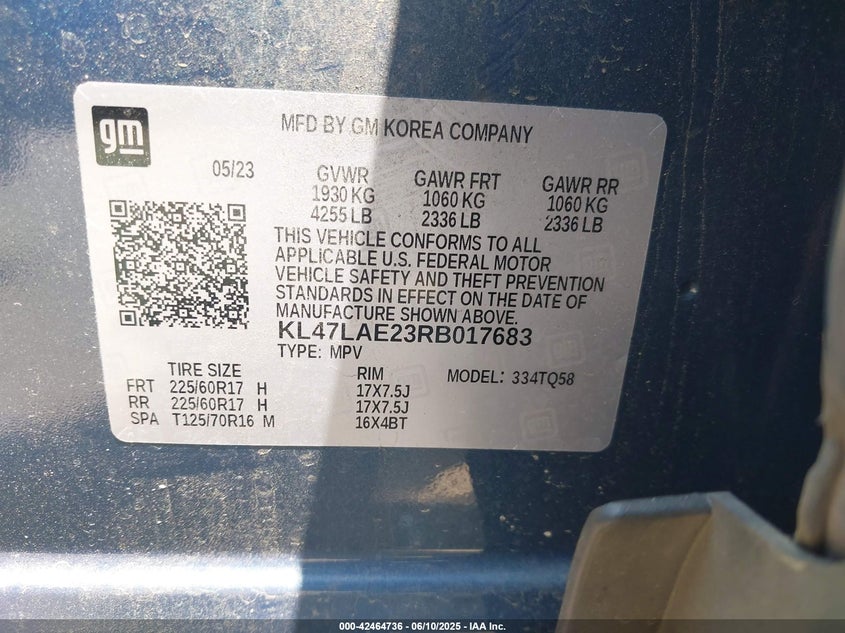 gm
MFD BY GM KOREA COMPANY
05/23 GVWR GAWR FRT GAWR RR
1930 KG 1060 KG 1060 KG
4255 LB 2336 LB 2336 LB
THIS VEHICLE CONFORMS TO ALL
APPLICABLE U.S. FEDERAL MOTOR
VEHICLE SAFETY AND THEFT PREVENTION
STANDARDS IN EFFECT ON THE DATE OF
MANUFACTURE SHOWN ABOVE.
KL47LAE23RB017683
TYPE: MPV
TIRE SIZE RIM MODEL: 334TQ58
FRT 225/60R17 H 17X7.5J
RR 225/60R17 H 17X7.5J
SPA T125/70R16 M 16X4BT
000-42464736 - 06/10/2025 - IAA Inc.